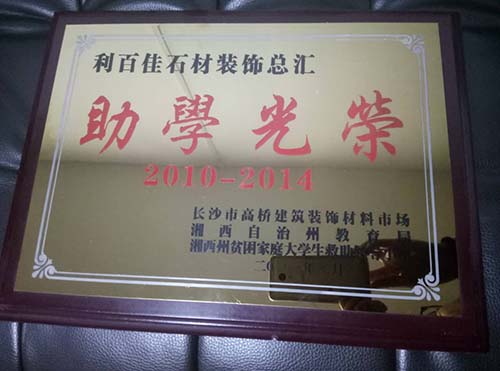 利百佳石材装饰总汇
助學光榮
2010-2014
长沙市高桥建筑装饰材料市场
湘西自治州教育局
湘西州贫困家庭大学生救助
二〇